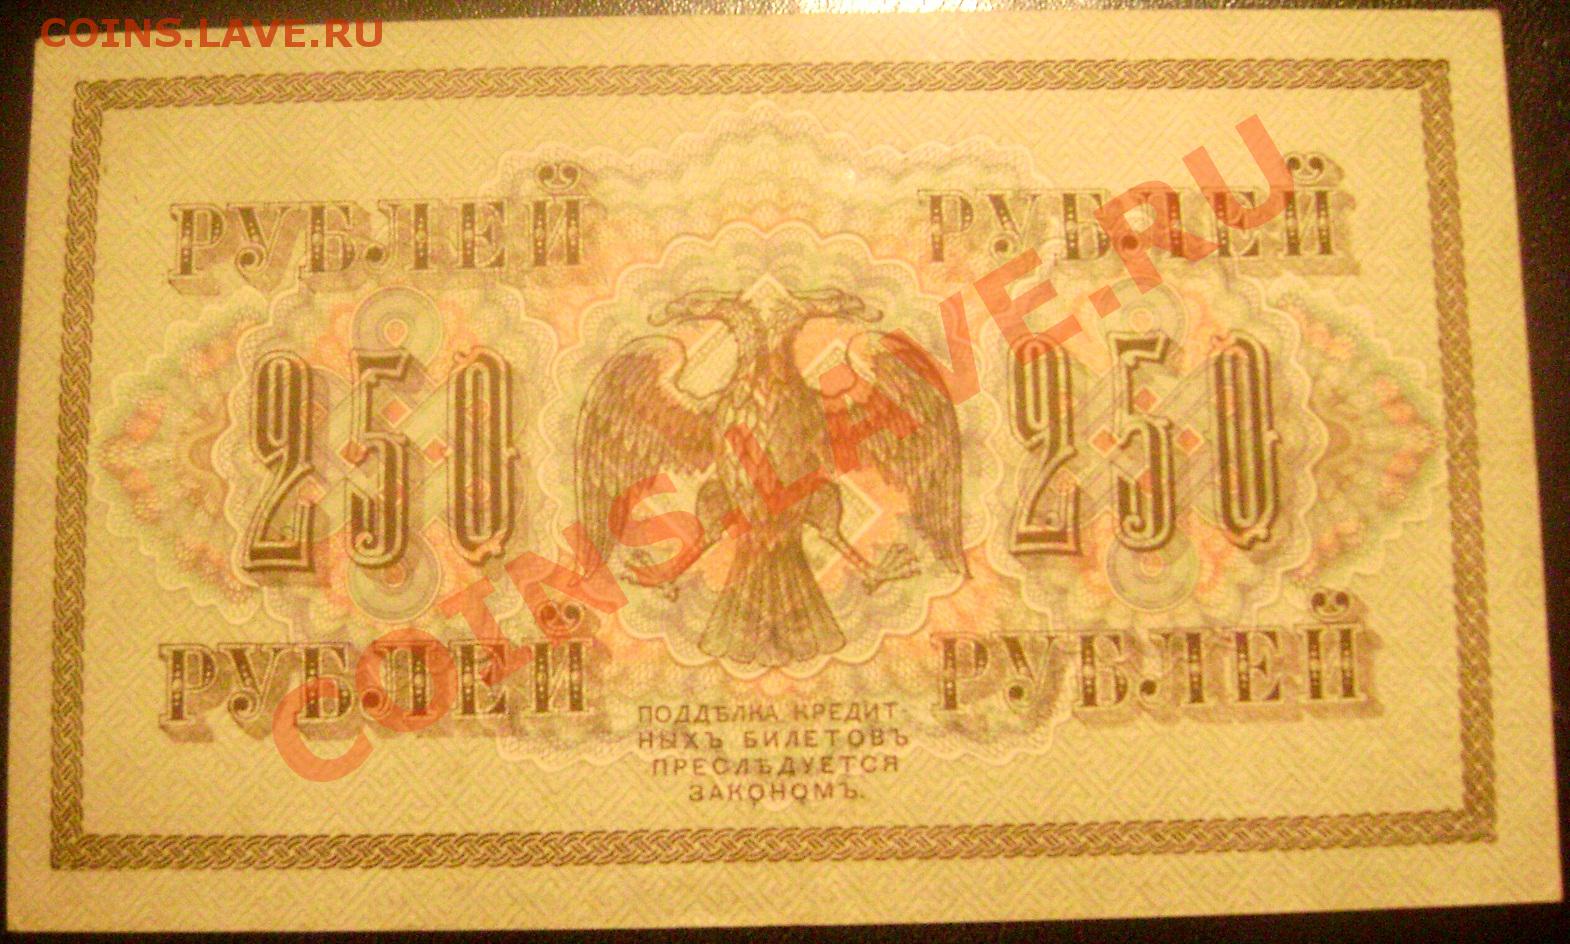 COINS.LAVE.RU
РУБЛЕЙ РУБЛЕЙ
250 250
РУБЛЕЙ РУБЛЕЙ
ПОДДѢЛКА КРЕДИТ-
НЫХЪ БИЛЕТОВЪ
ПРЕСЛѢДУЕТСЯ
ЗАКОНОМЪ.
COINS.LAVE.RU